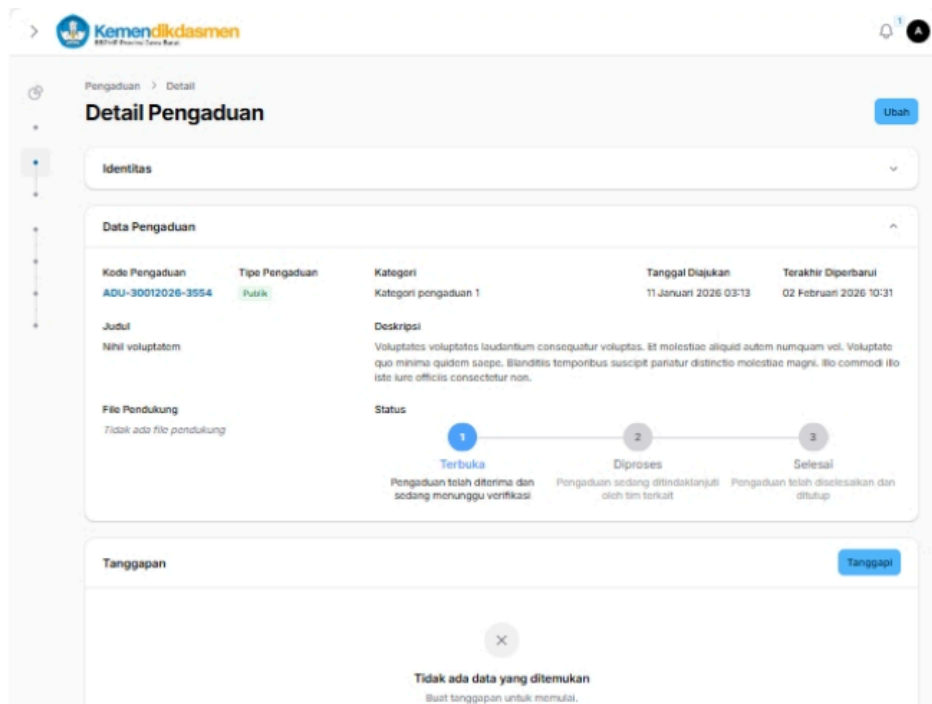 Kemendikdasmen
1
A
Pengaduan > Detail
Detail Pengaduan
Ubah
Identitas
Data Pengaduan
Kode Pengaduan
Tipe Pengaduan
Kategori
Tanggal Diajukan
Terakhir Diperbarui
ADU-30012026-3554
Publik
Kategori pengaduan 1
11 Januari 2026 03:13
02 Februari 2026 10:31
Judul
Deskripsi
Nihil voluptatem
Voluptates voluptates laudantium consequatur voluptas. Et molestiae aliquid autem numquam vel. Voluptate
quo minima quidem saepe. Blanditiis temporibus suscipit pariatur distinctio molestiae magni. Illo commodi illo
iste iure officiis consectetur non.
File Pendukung
Status
Tidak ada file pendukung
1
2
3
Terbuka
Diproses
Selesai
Pengaduan telah diterima dan
sedang menunggu verifikasi
Pengaduan sedang ditindaklanjuti
oleh tim terkait
Pengaduan telah diselesaikan dan
ditutup
Tanggapan
Tanggapi
Tidak ada data yang ditemukan
Buat tanggapan untuk memulai.